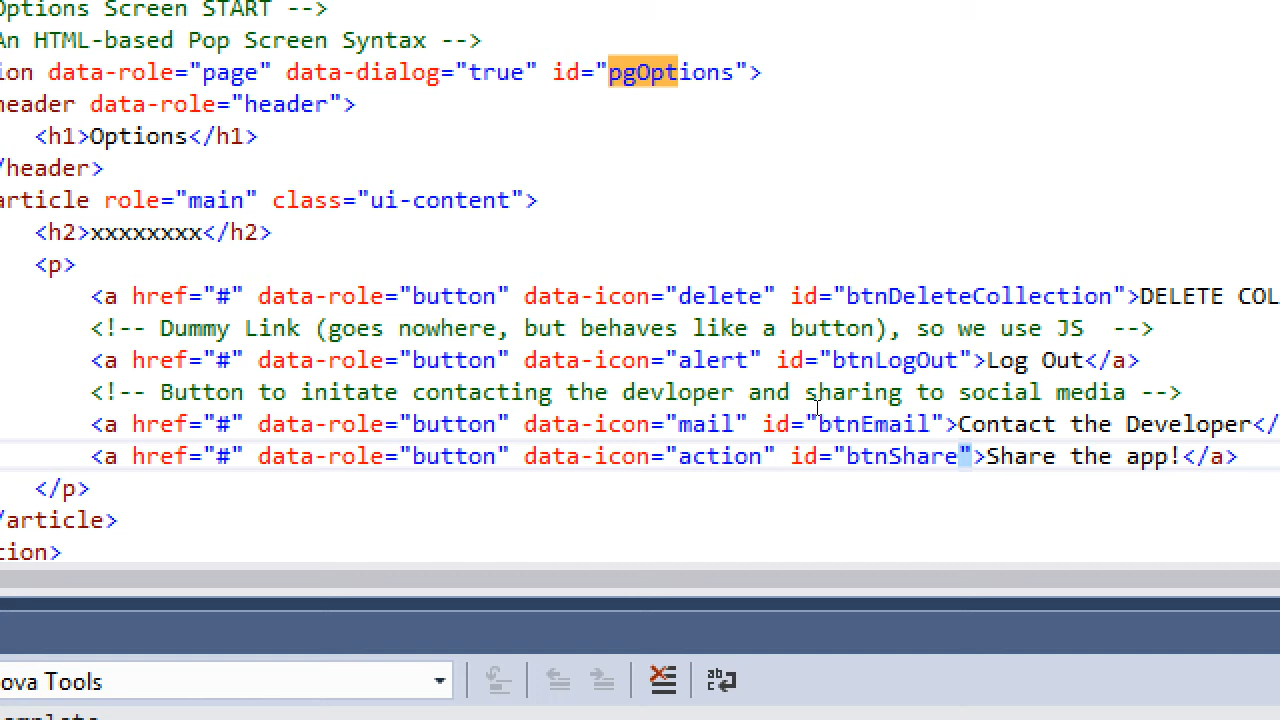 Options Screen START -->
An HTML-based Pop Screen Syntax -->
ion data-role="page" data-dialog="true" id="pgOptions">
header data-role="header">
<h1>Options</h1>
/header>
article role="main" class="ui-content">
<h2>xxxxxxxx</h2>
<p>
<a href="#" data-role="button" data-icon="delete" id="btnDeleteCollection">DELETE COL
<!-- Dummy Link (goes nowhere, but behaves like a button), so we use JS -->
<a href="#" data-role="button" data-icon="alert" id="btnLogOut">Log Out</a>
<!-- Button to initate contacting the devloper and sharing to social media -->
<a href="#" data-role="button" data-icon="mail" id="btnEmail">Contact the Developer</
<a href="#" data-role="button" data-icon="action" id="btnShare">Share the app!</a>
</p>
/article>
tion>
ova Tools